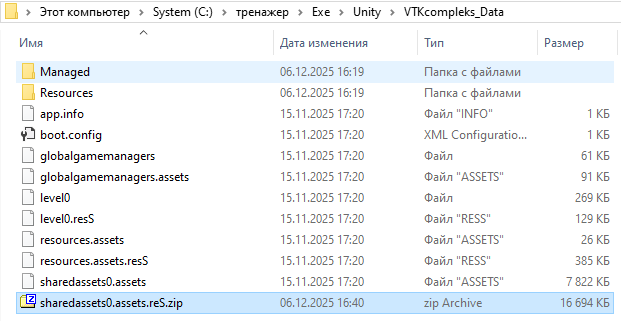 Этот компьютер > System (C:) > тренажер > Exe > Unity > VTKcompleks_Data
Имя Дата изменения Тип Размер
Managed 06.12.2025 16:19 Папка с файлами
Resources 06.12.2025 16:19 Папка с файлами
app.info 15.11.2025 17:20 Файл "INFO" 1 КБ
boot.config 15.11.2025 17:20 XML Configuratio... 1 КБ
globalgamemanagers 15.11.2025 17:20 Файл 61 КБ
globalgamemanagers.assets 15.11.2025 17:20 Файл "ASSETS" 91 КБ
level0 15.11.2025 17:20 Файл 269 КБ
level0.resS 15.11.2025 17:20 Файл "RESS" 129 КБ
resources.assets 15.11.2025 17:20 Файл "ASSETS" 26 КБ
resources.assets.resS 15.11.2025 17:20 Файл "RESS" 385 КБ
sharedassets0.assets 15.11.2025 17:20 Файл "ASSETS" 7 822 КБ
sharedassets0.assets.reS.zip 06.12.2025 16:40 zip Archive 16 694 КБ